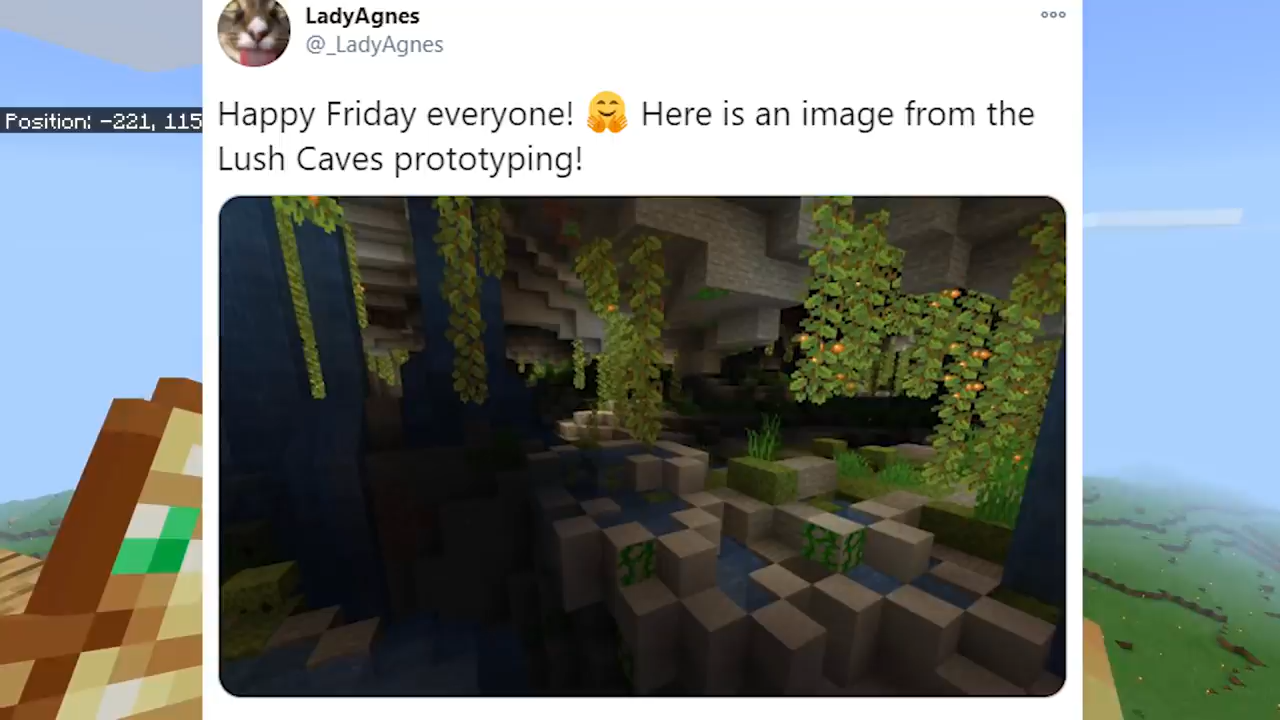 LadyAgnes
@_LadyAgnes
Position: -221, 115
Happy Friday everyone! 🤗 Here is an image from the
Lush Caves prototyping!